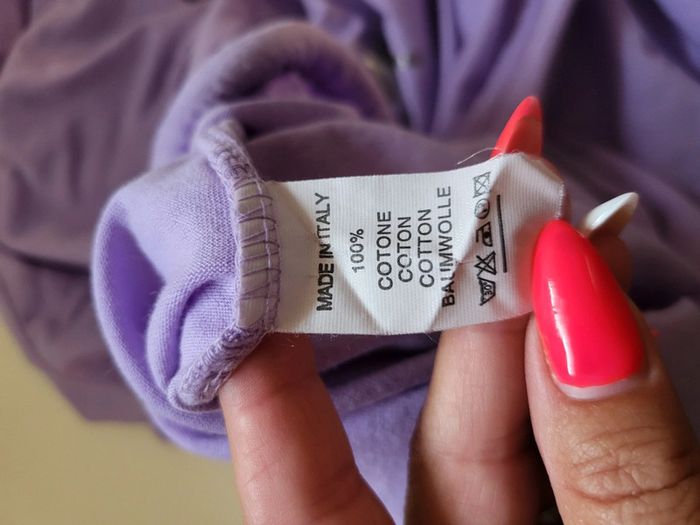 MADE IN ITALY
100%
COTONE
COTON
COTTON
BAUMWOLLE